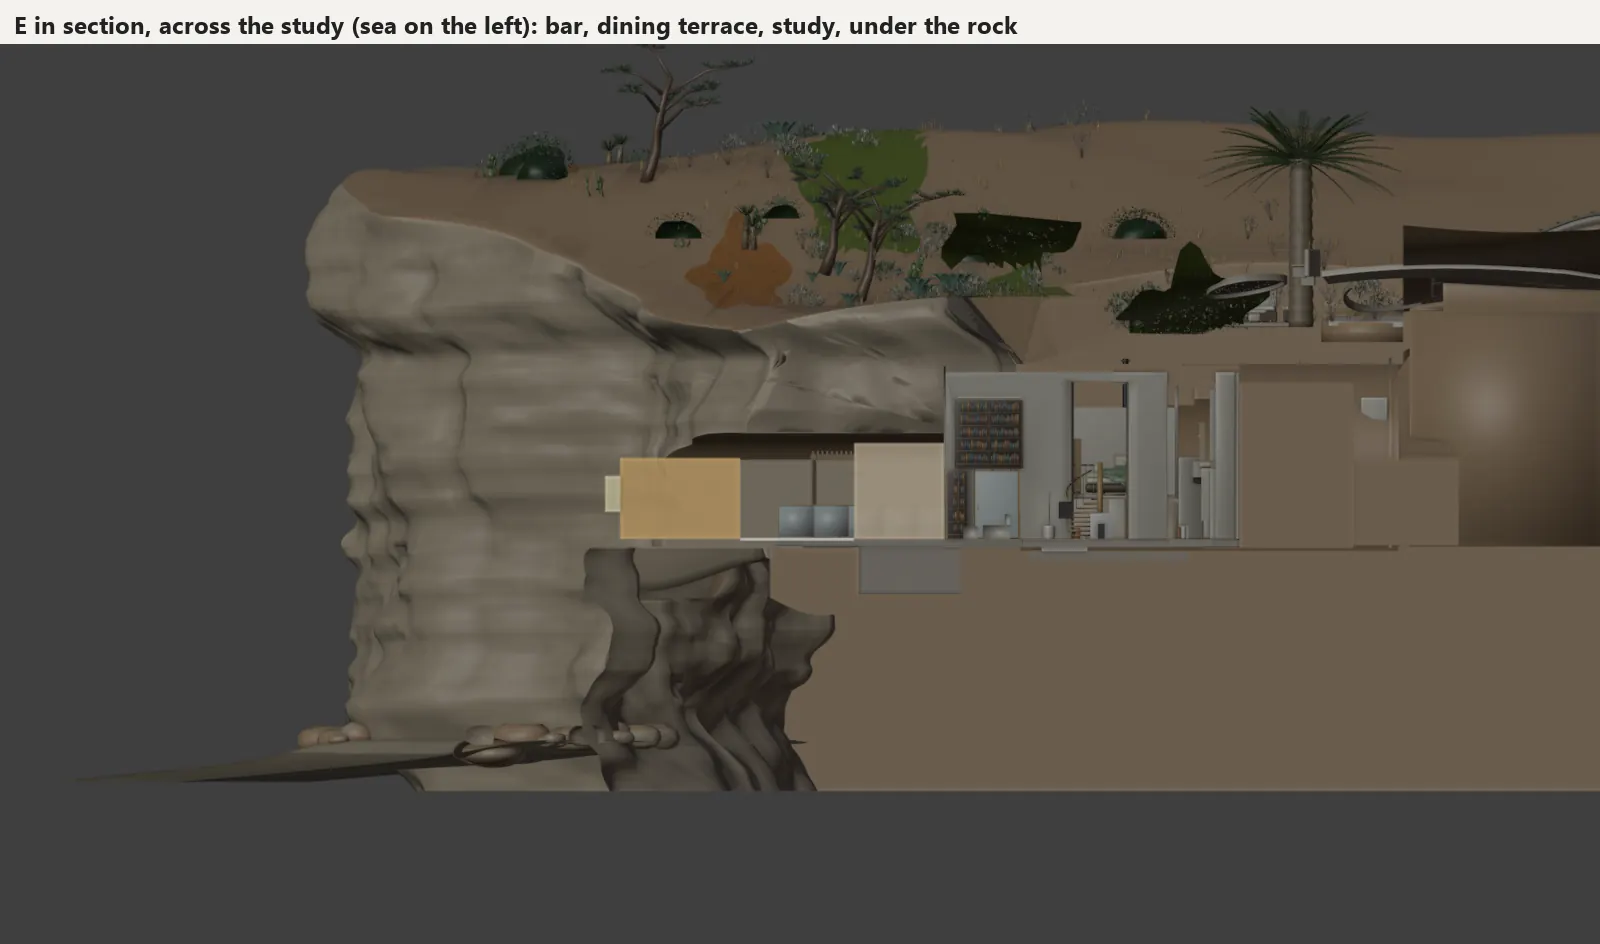 E in section, across the study (sea on the left): bar, dining terrace, study, under the rock